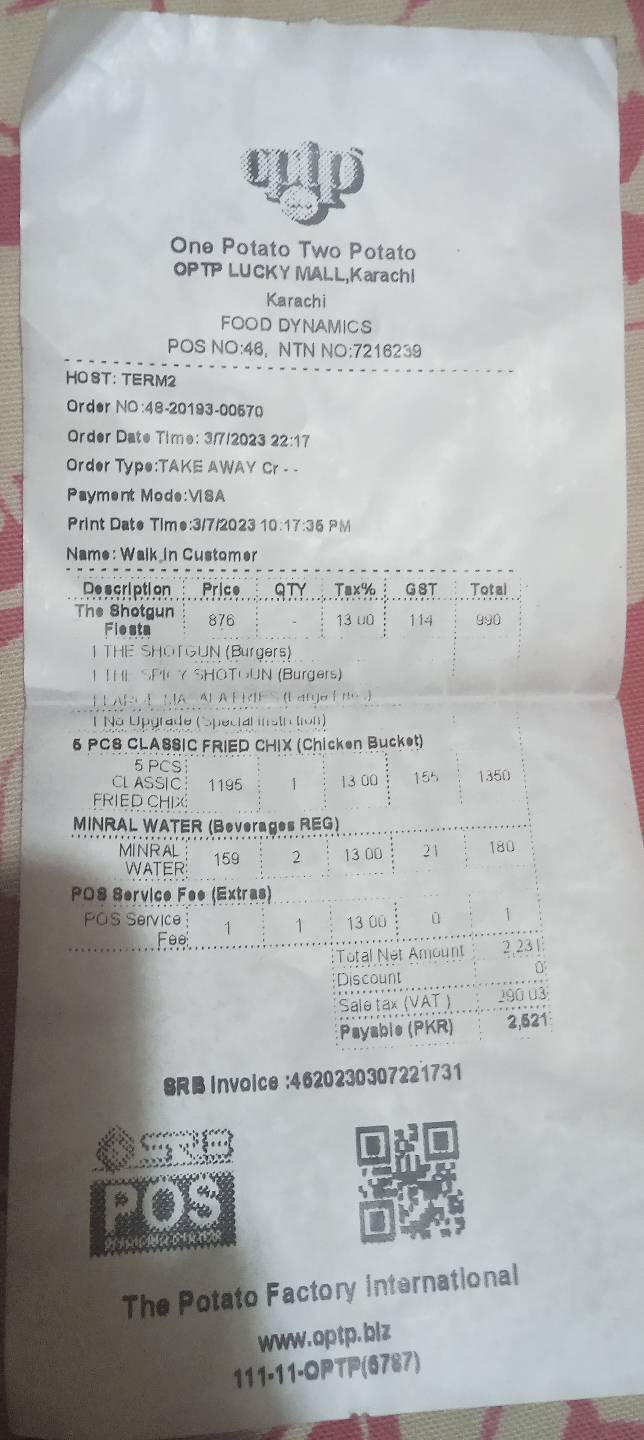 optp
One Potato Two Potato
OPTP LUCKY MALL,Karachi
Karachi
FOOD DYNAMICS
POS NO:46, NTN NO:7216239
HOST: TERM2
Order NO:48-20193-00570
Order Date Time: 3/7/2023 22:17
Order Type:TAKE AWAY Cr - -
Payment Mode:VISA
Print Date Time:3/7/2023 10:17:35 PM
Name: Walk_In Customer
Description Price QTY Tax% GST Total
The Shotgun Fiesta 876 - 13.00 114 990
1 THE SHOTGUN (Burgers)
1 THE SPICY SHOTGUN (Burgers)
1 LARGE MASALA FRIES (Large Fries)
1 No Upgrade (Special instruction)
5 PCS CLASSIC FRIED CHIX (Chicken Bucket)
5 PCS
CLASSIC 1195 1 13.00 155 1350
FRIED CHIX
MINRAL WATER (Beverages REG)
MINRAL WATER 159 2 13.00 21 180
POS Service Fee (Extras)
POS Service Fee 1 1 13.00 0 1
Total Net Amount 2,231
Discount 0
Sale tax (VAT ) 290.03
Payable (PKR) 2,521
SRB Invoice :4620230307221731
SRB
POS
The Potato Factory International
www.optp.biz
111-11-OPTP(6787)